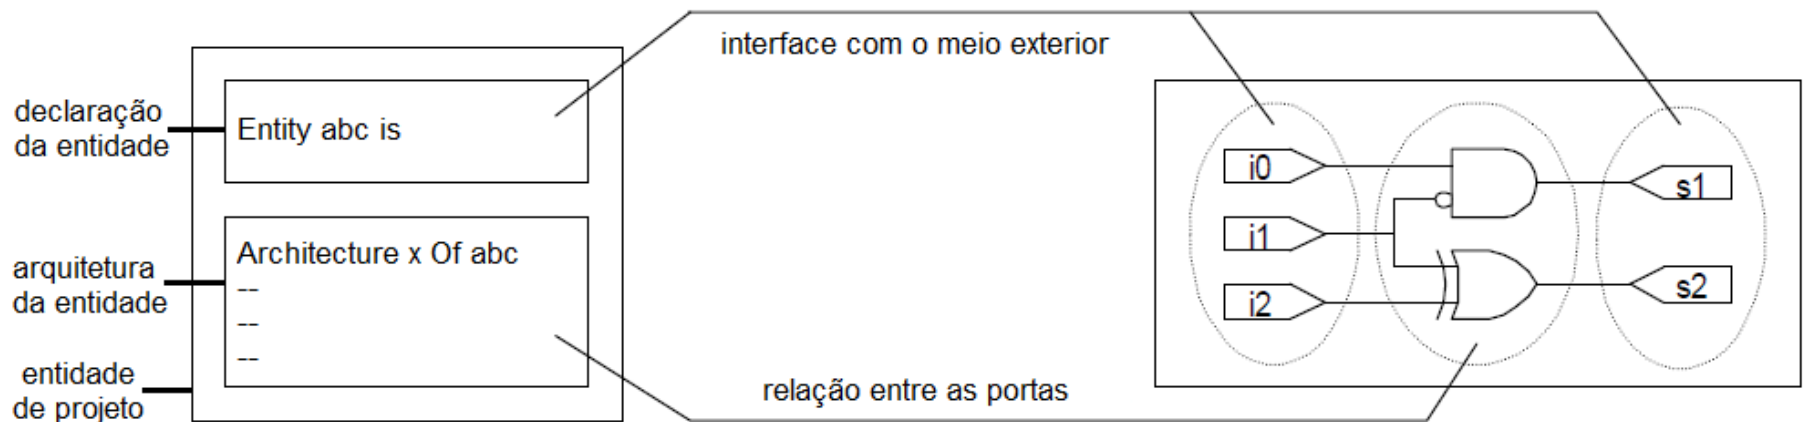 interface com o meio exterior
declaração
da entidade
Entity abc is
arquitetura
da entidade
Architecture x Of abc
--
--
--
entidade
de projeto
relação entre as portas
i0
i1
i2
s1
s2